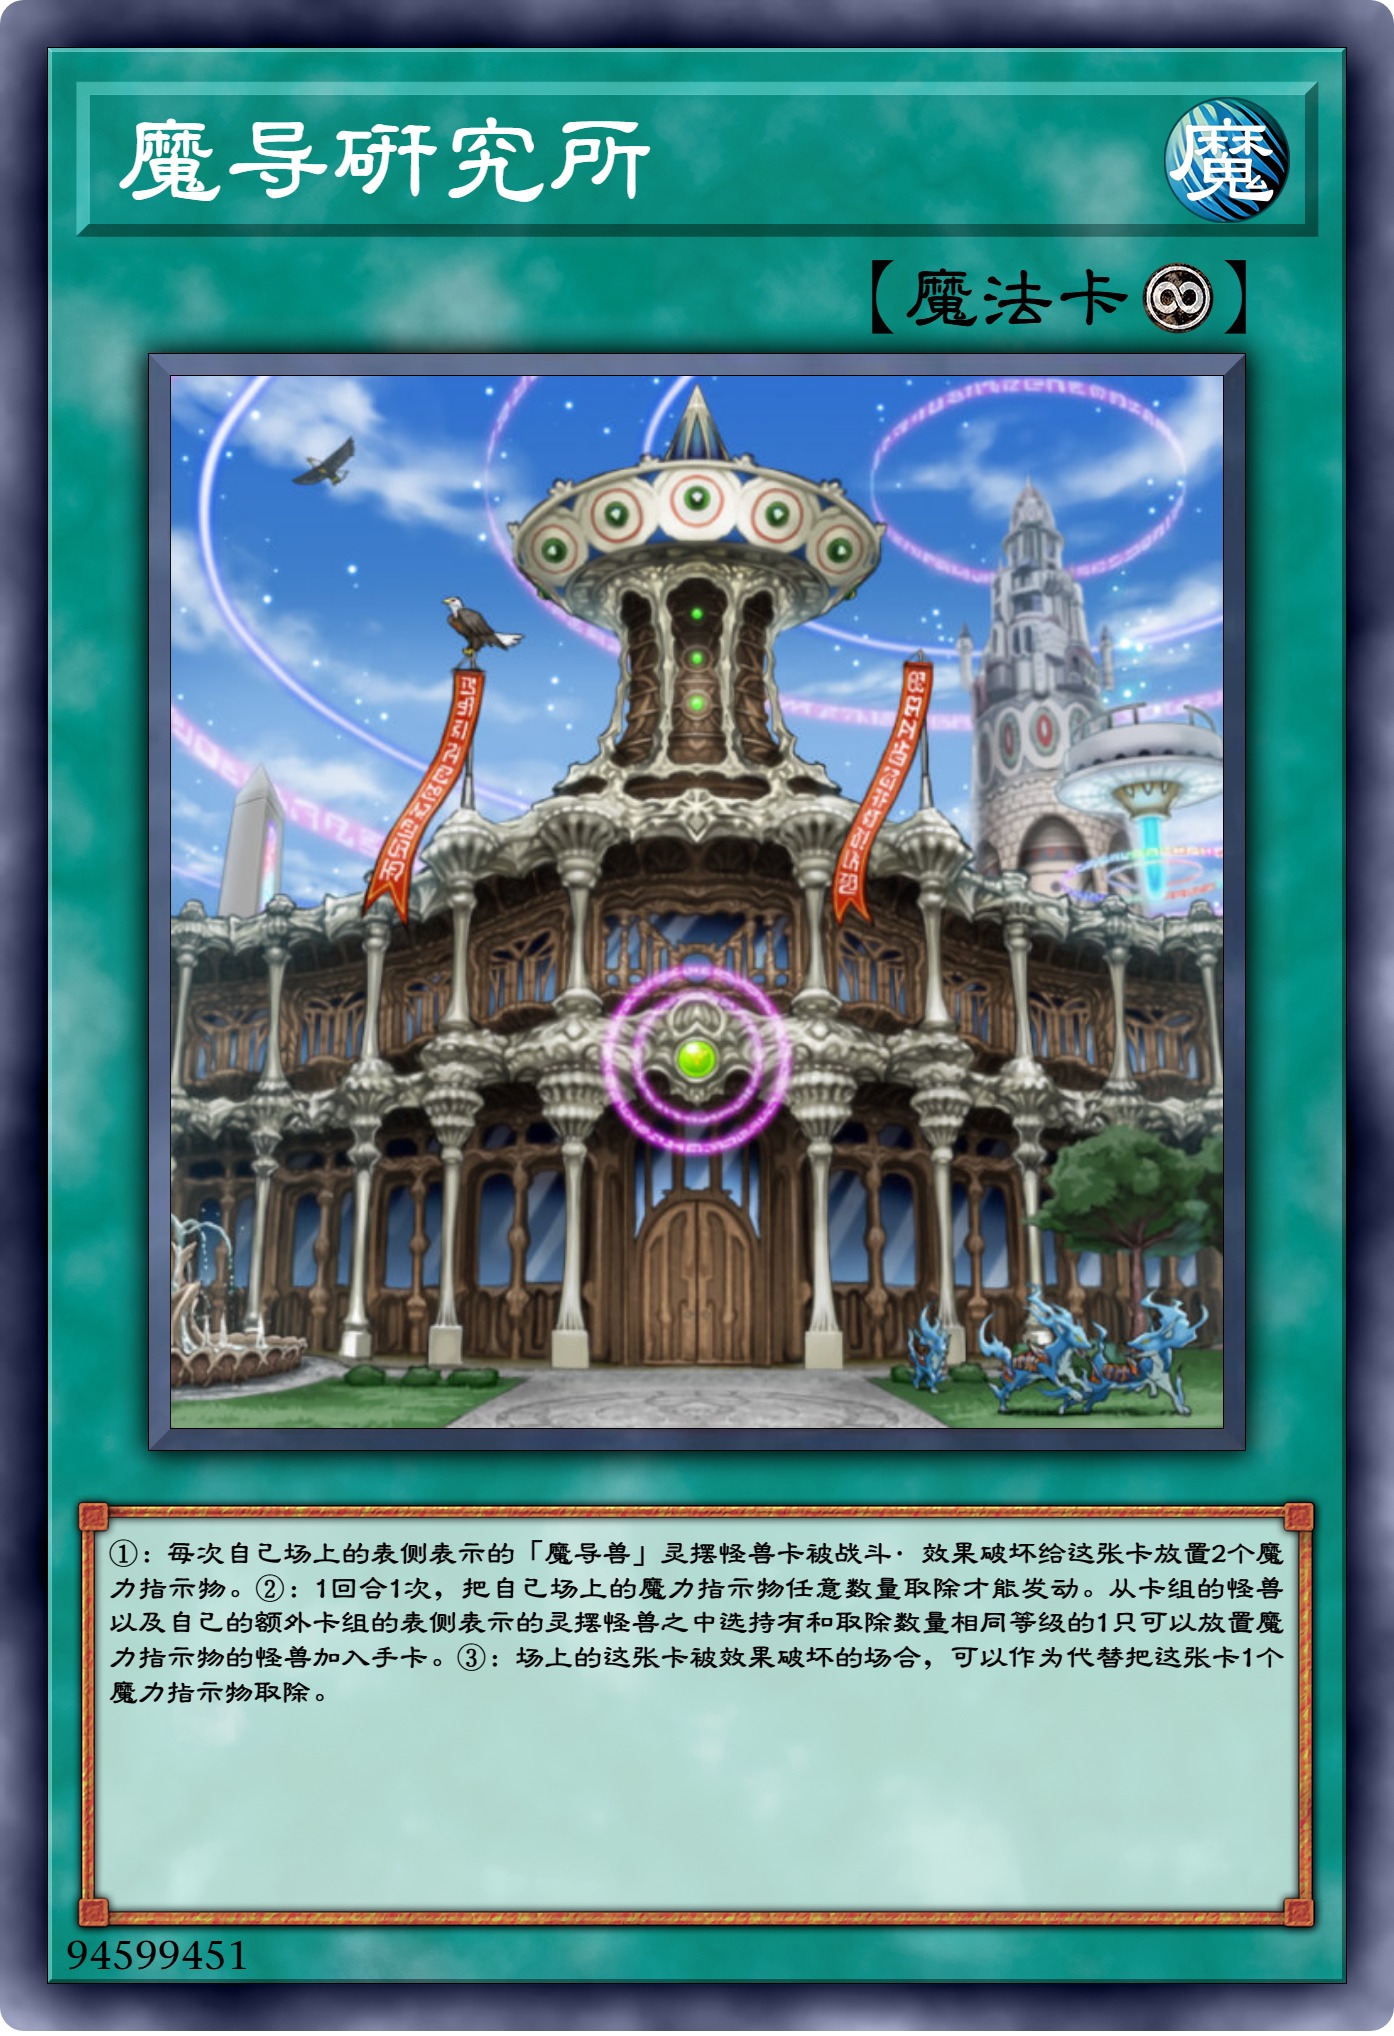 魔导研究所
魔
【魔法卡♾】
①：每次自己场上的表侧表示的「魔导兽」灵摆怪兽卡被战斗·效果破坏给这张卡放置2个魔
力指示物。②：1回合1次，把自己场上的魔力指示物任意数量取除才能发动。从卡组的怪兽
以及自己的额外卡组的表侧表示的灵摆怪兽之中选持有和取除数量相同等级的1只可以放置魔
力指示物的怪兽加入手卡。③：场上的这张卡被效果破坏的场合，可以作为代替把这张卡1个
魔力指示物取除。
94599451